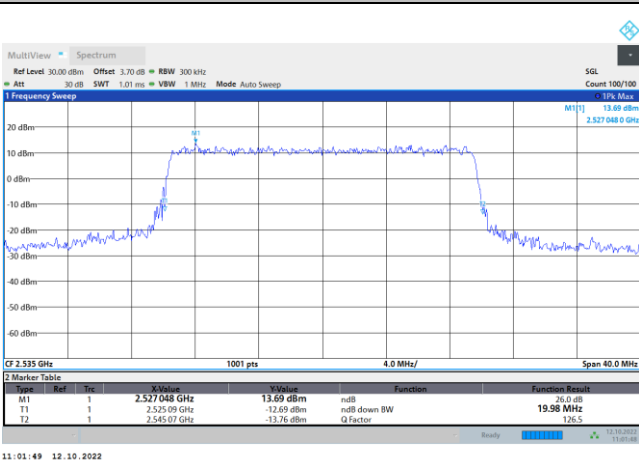 MultiView Spectrum
Ref Level 30.00 dBm Offset 3.70 dB RBW 300 kHz SGL
Att 30 dB SWT 1.01 ms VBW 1 MHz Mode Auto Sweep Count 100/100
1 Frequency Sweep 1Pk Max
M1[1] 13.69 dBm
2.527 048 0 GHz
20 dBm
M1
10 dBm
0 dBm
-10 dBm
-20 dBm
-30 dBm
-40 dBm
-50 dBm
-60 dBm
CF 2.535 GHz 1001 pts 4.0 MHz/ Span 40.0 MHz
2 Marker Table
Type Ref Trc X-Value Y-Value Function Function Result
M1 1 2.527 048 GHz 13.69 dBm ndB 26.0 dB
T1 1 2.525 09 GHz -12.69 dBm ndB down BW 19.98 MHz
T2 1 2.545 07 GHz -13.76 dBm Q Factor 126.5
Ready 12.10.2022
11:01:48
11:01:49 12.10.2022